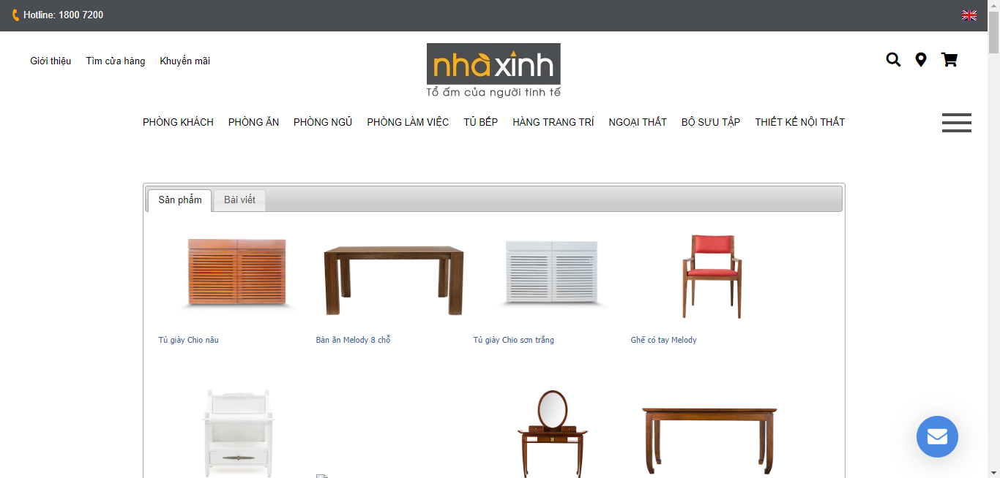 Hotline: 1800 7200
Giới thiệu Tìm cửa hàng Khuyến mãi
nhà xinh
Tổ ấm của người tinh tế
PHÒNG KHÁCH PHÒNG ĂN PHÒNG NGỦ PHÒNG LÀM VIỆC TỦ BẾP HÀNG TRANG TRÍ NGOẠI THẤT BỘ SƯU TẬP THIẾT KẾ NỘI THẤT
Sản phẩm Bài viết
Tủ giày Chio nâu Bàn ăn Melody 8 chỗ Tủ giày Chio sơn trắng Ghế có tay Melody